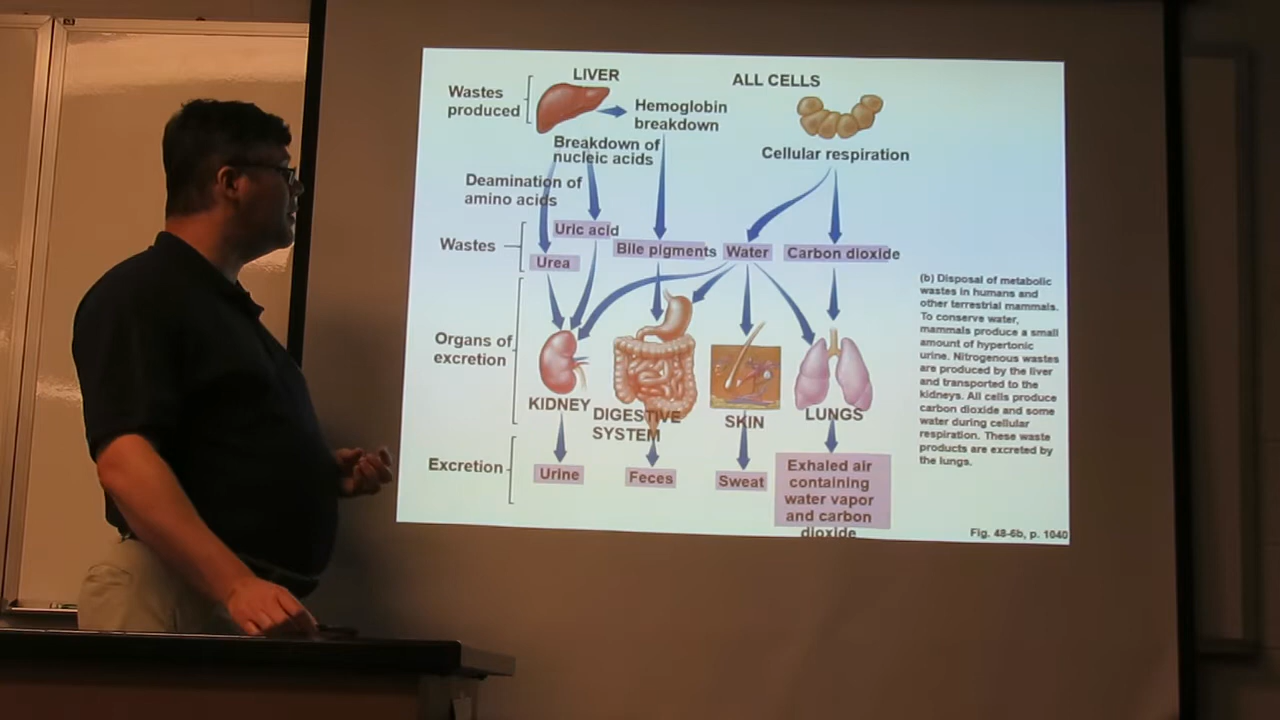 LIVER
ALL CELLS
Wastes
produced
Hemoglobin
breakdown
Breakdown of
nucleic acids
Cellular respiration
Deamination of
amino acids
Wastes
Uric acid
Urea
Bile pigments
Water
Carbon dioxide
(b) Disposal of metabolic
wastes in humans and
other terrestrial mammals.
To conserve water,
mammals produce a small
amount of hypertonic
urine. Nitrogenous wastes
are produced by the liver
and transported to the
kidneys. All cells produce
carbon dioxide and some
water during cellular
respiration. These waste
products are excreted by
the lungs.
Organs of
excretion
KIDNEY
DIGESTIVE
SYSTEM
SKIN
LUNGS
Excretion
Urine
Feces
Sweat
Exhaled air
containing
water vapor
and carbon
dioxide
Fig. 48-6b, p. 1040